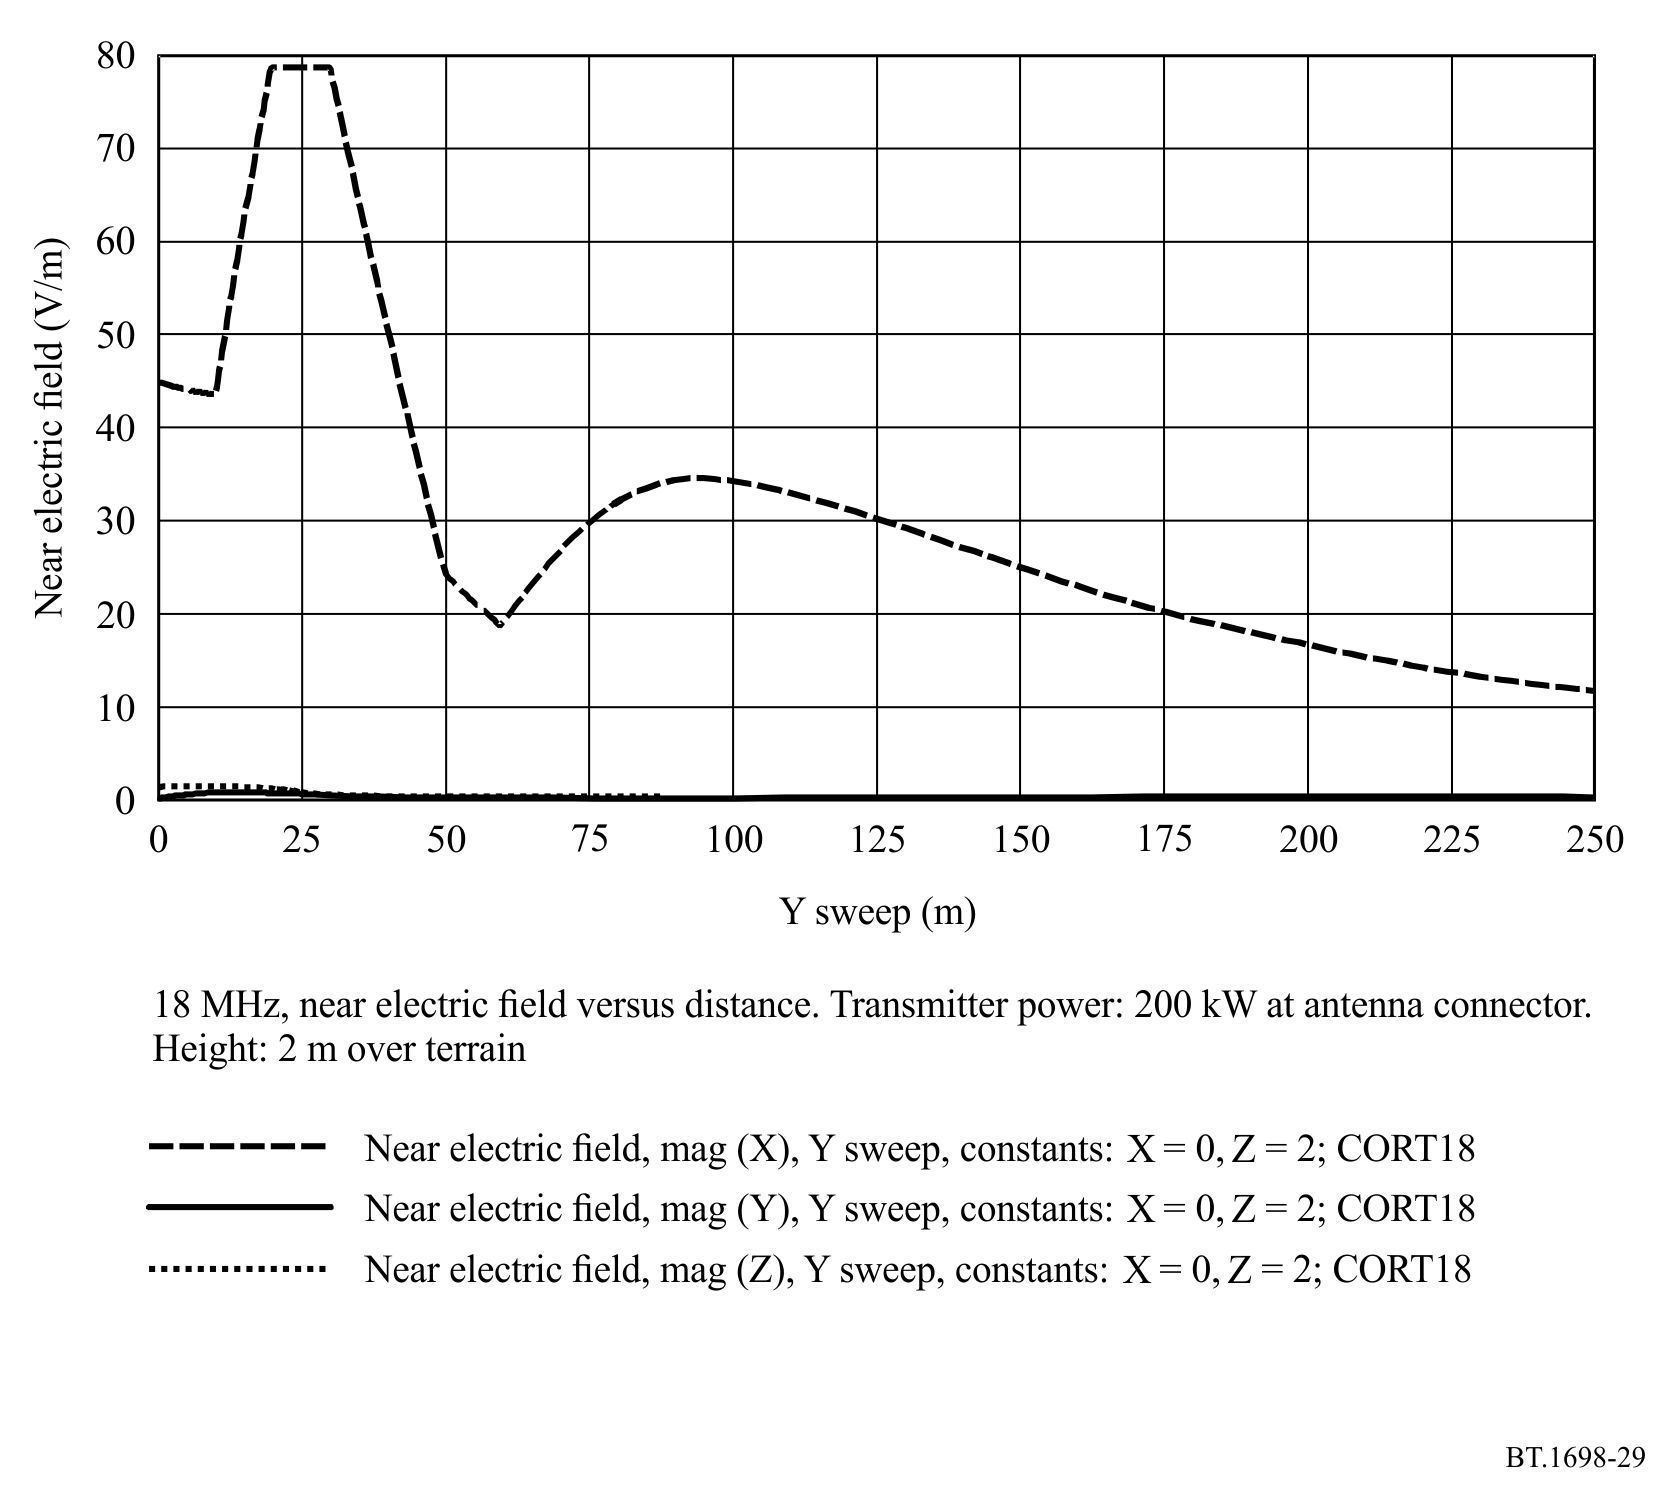 80
70
60
50
40
30
20
10
0
Near electric field (V/m)
0 25 50 75 100 125 150 175 200 225 250
Y sweep (m)
18 MHz, near electric field versus distance. Transmitter power: 200 kW at antenna connector.
Height: 2 m over terrain
Near electric field, mag (X), Y sweep, constants: X = 0, Z = 2; CORT18
Near electric field, mag (Y), Y sweep, constants: X = 0, Z = 2; CORT18
Near electric field, mag (Z), Y sweep, constants: X = 0, Z = 2; CORT18
BT.1698-29